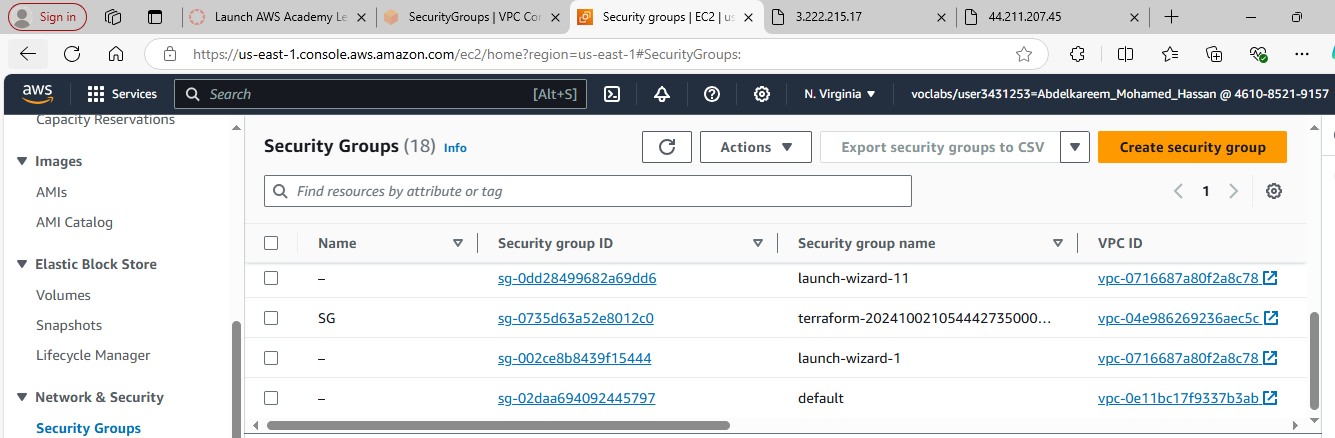 Sign in
Launch AWS Academy Le
SecurityGroups | VPC Con
Security groups | EC2 | us
3.222.215.17
44.211.207.45
https://us-east-1.console.aws.amazon.com/ec2/home?region=us-east-1#SecurityGroups:
aws
Services
Search
[Alt+S]
N. Virginia
voclabs/user3431253=Abdelkareem_Mohamed_Hassan @ 4610-8521-9157
Capacity Reservations
Images
AMIs
AMI Catalog
Elastic Block Store
Volumes
Snapshots
Lifecycle Manager
Network & Security
Security Groups
Security Groups (18) Info
Actions
Export security groups to CSV
Create security group
Find resources by attribute or tag
1
Name Security group ID Security group name VPC ID
– sg-0dd28499682a69dd6 launch-wizard-11 vpc-0716687a80f2a8c78
SG sg-0735d63a52e8012c0 terraform-20241002105444273500​0... vpc-04e986269236aec5c
– sg-002ce8b8439f15444 launch-wizard-1 vpc-0716687a80f2a8c78
– sg-02daa694092445797 default vpc-0e11bc17f9337b3ab